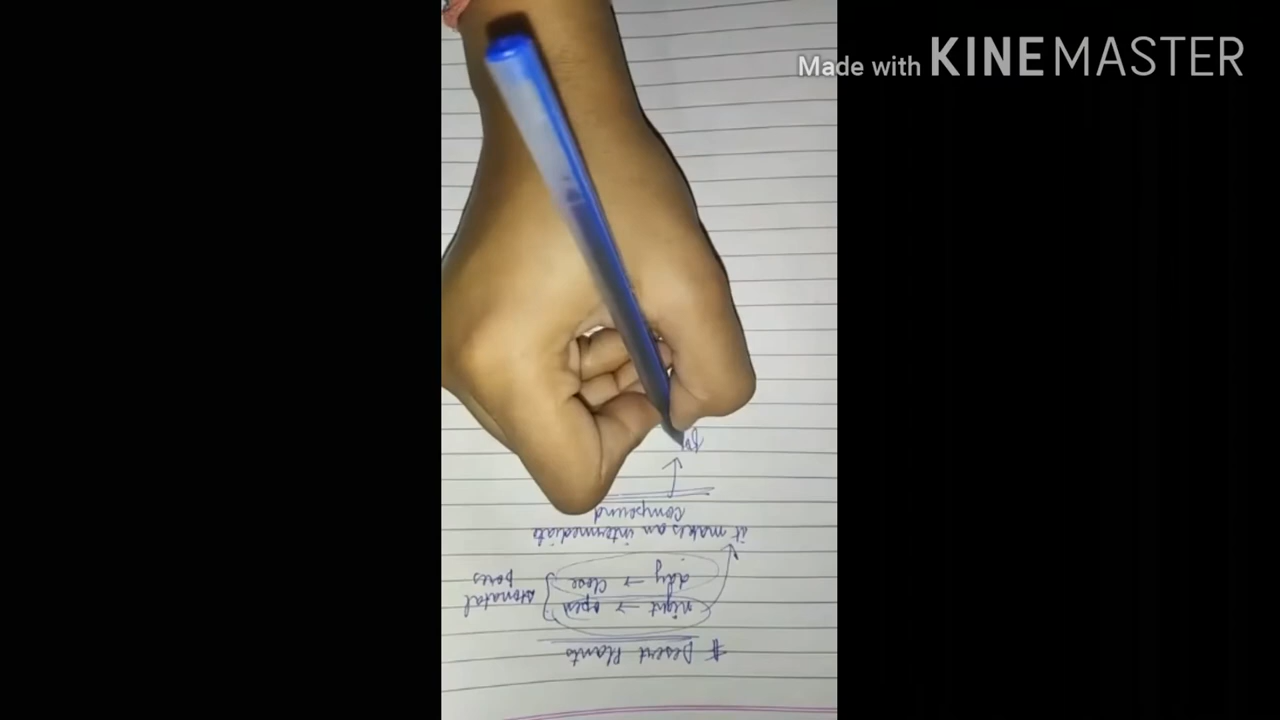 Made with KINEMASTER
# Desert Plants
night → open
day → close
stomatal
pores
it makes an intermediate
compound